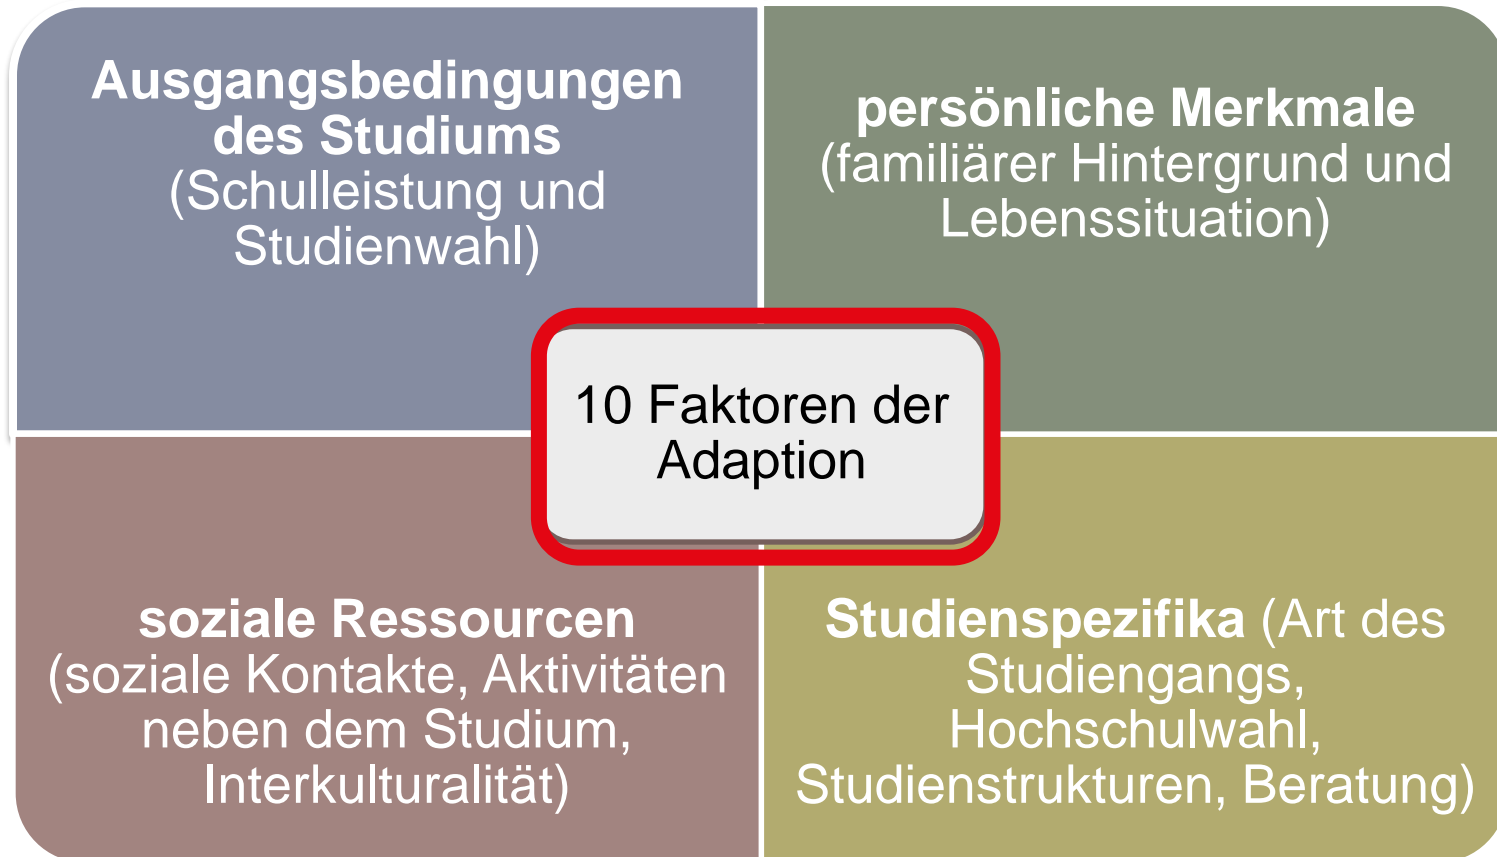 Ausgangsbedingungen
des Studiums
(Schulleistung und
Studienwahl)
persönliche Merkmale
(familiärer Hintergrund und
Lebenssituation)
10 Faktoren der
Adaption
soziale Ressourcen
(soziale Kontakte, Aktivitäten
neben dem Studium,
Interkulturalität)
Studienspezifika (Art des
Studiengangs,
Hochschulwahl,
Studienstrukturen, Beratung)